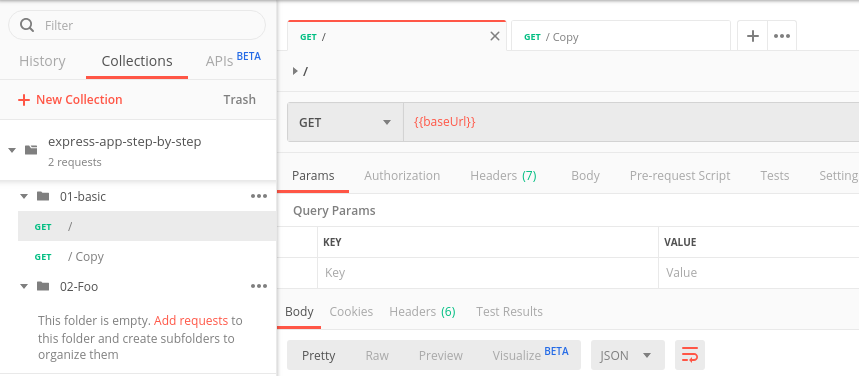 Filter
History
Collections
APIs BETA
New Collection
Trash
express-app-step-by-step
2 requests
01-basic
GET /
GET / Copy
02-Foo
This folder is empty. Add requests to
this folder and create subfolders to
organize them
GET /
GET / Copy
/
GET
{{baseUrl}}
Params Authorization Headers (7) Body Pre-request Script Tests Setting
Query Params
KEY VALUE
Key Value
Body Cookies Headers (6) Test Results
Pretty Raw Preview Visualize BETA JSON